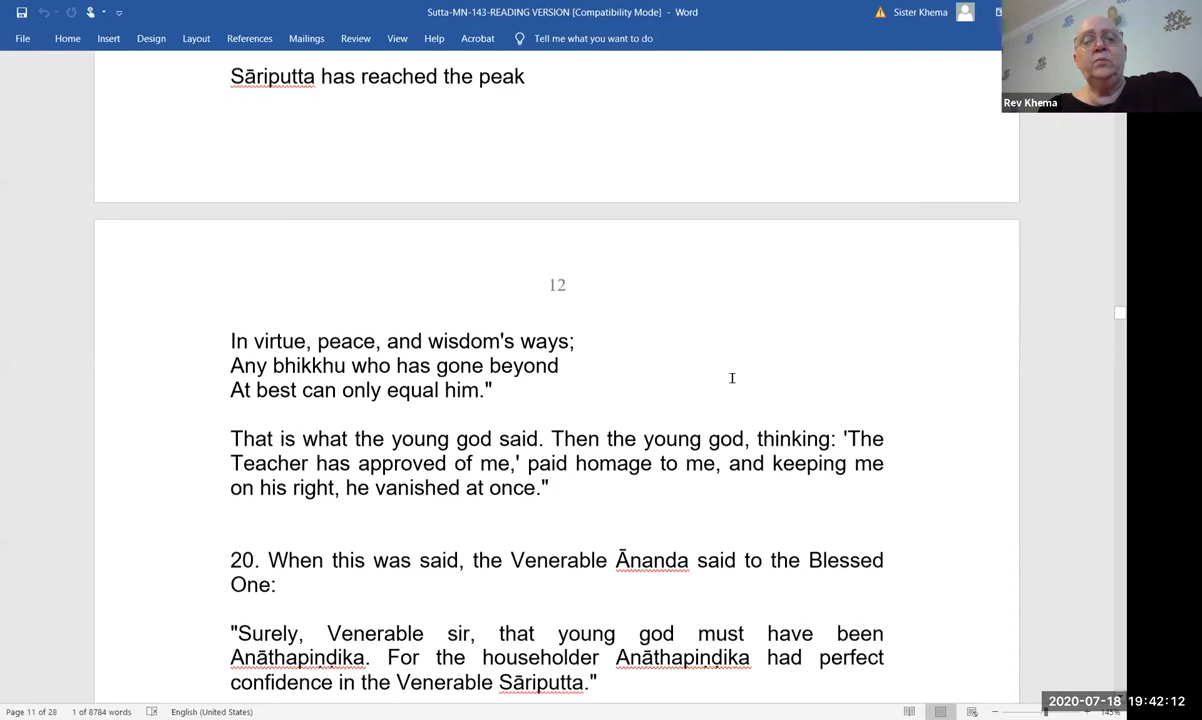 Sutta-MN-143-READING VERSION [Compatibility Mode] - Word
Sister Khema
File Home Insert Design Layout References Mailings Review View Help Acrobat Tell me what you want to do
Rev Khema
Sāriputta has reached the peak
12
In virtue, peace, and wisdom's ways;
Any bhikkhu who has gone beyond
At best can only equal him."
That is what the young god said. Then the young god, thinking: 'The
Teacher has approved of me,' paid homage to me, and keeping me
on his right, he vanished at once."
20. When this was said, the Venerable Ānanda said to the Blessed
One:
"Surely, Venerable sir, that young god must have been
Anāthapiṇḍika. For the householder Anāthapiṇḍika had perfect
confidence in the Venerable Sāriputta."
Page 11 of 28 1 of 8784 words English (United States)
2020-07-18 19:42:12
145%